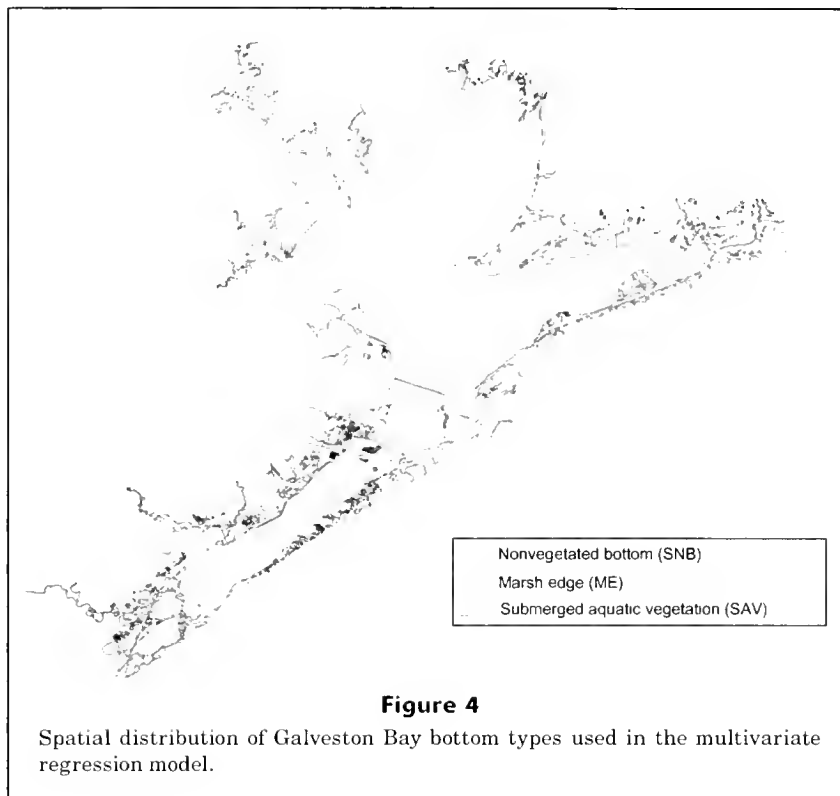 Nonvegetated bottom (SNB)
Marsh edge (ME)
Submerged aquatic vegetation (SAV)
Figure 4
Spatial distribution of Galveston Bay bottom types used in the multivariate
regression model.